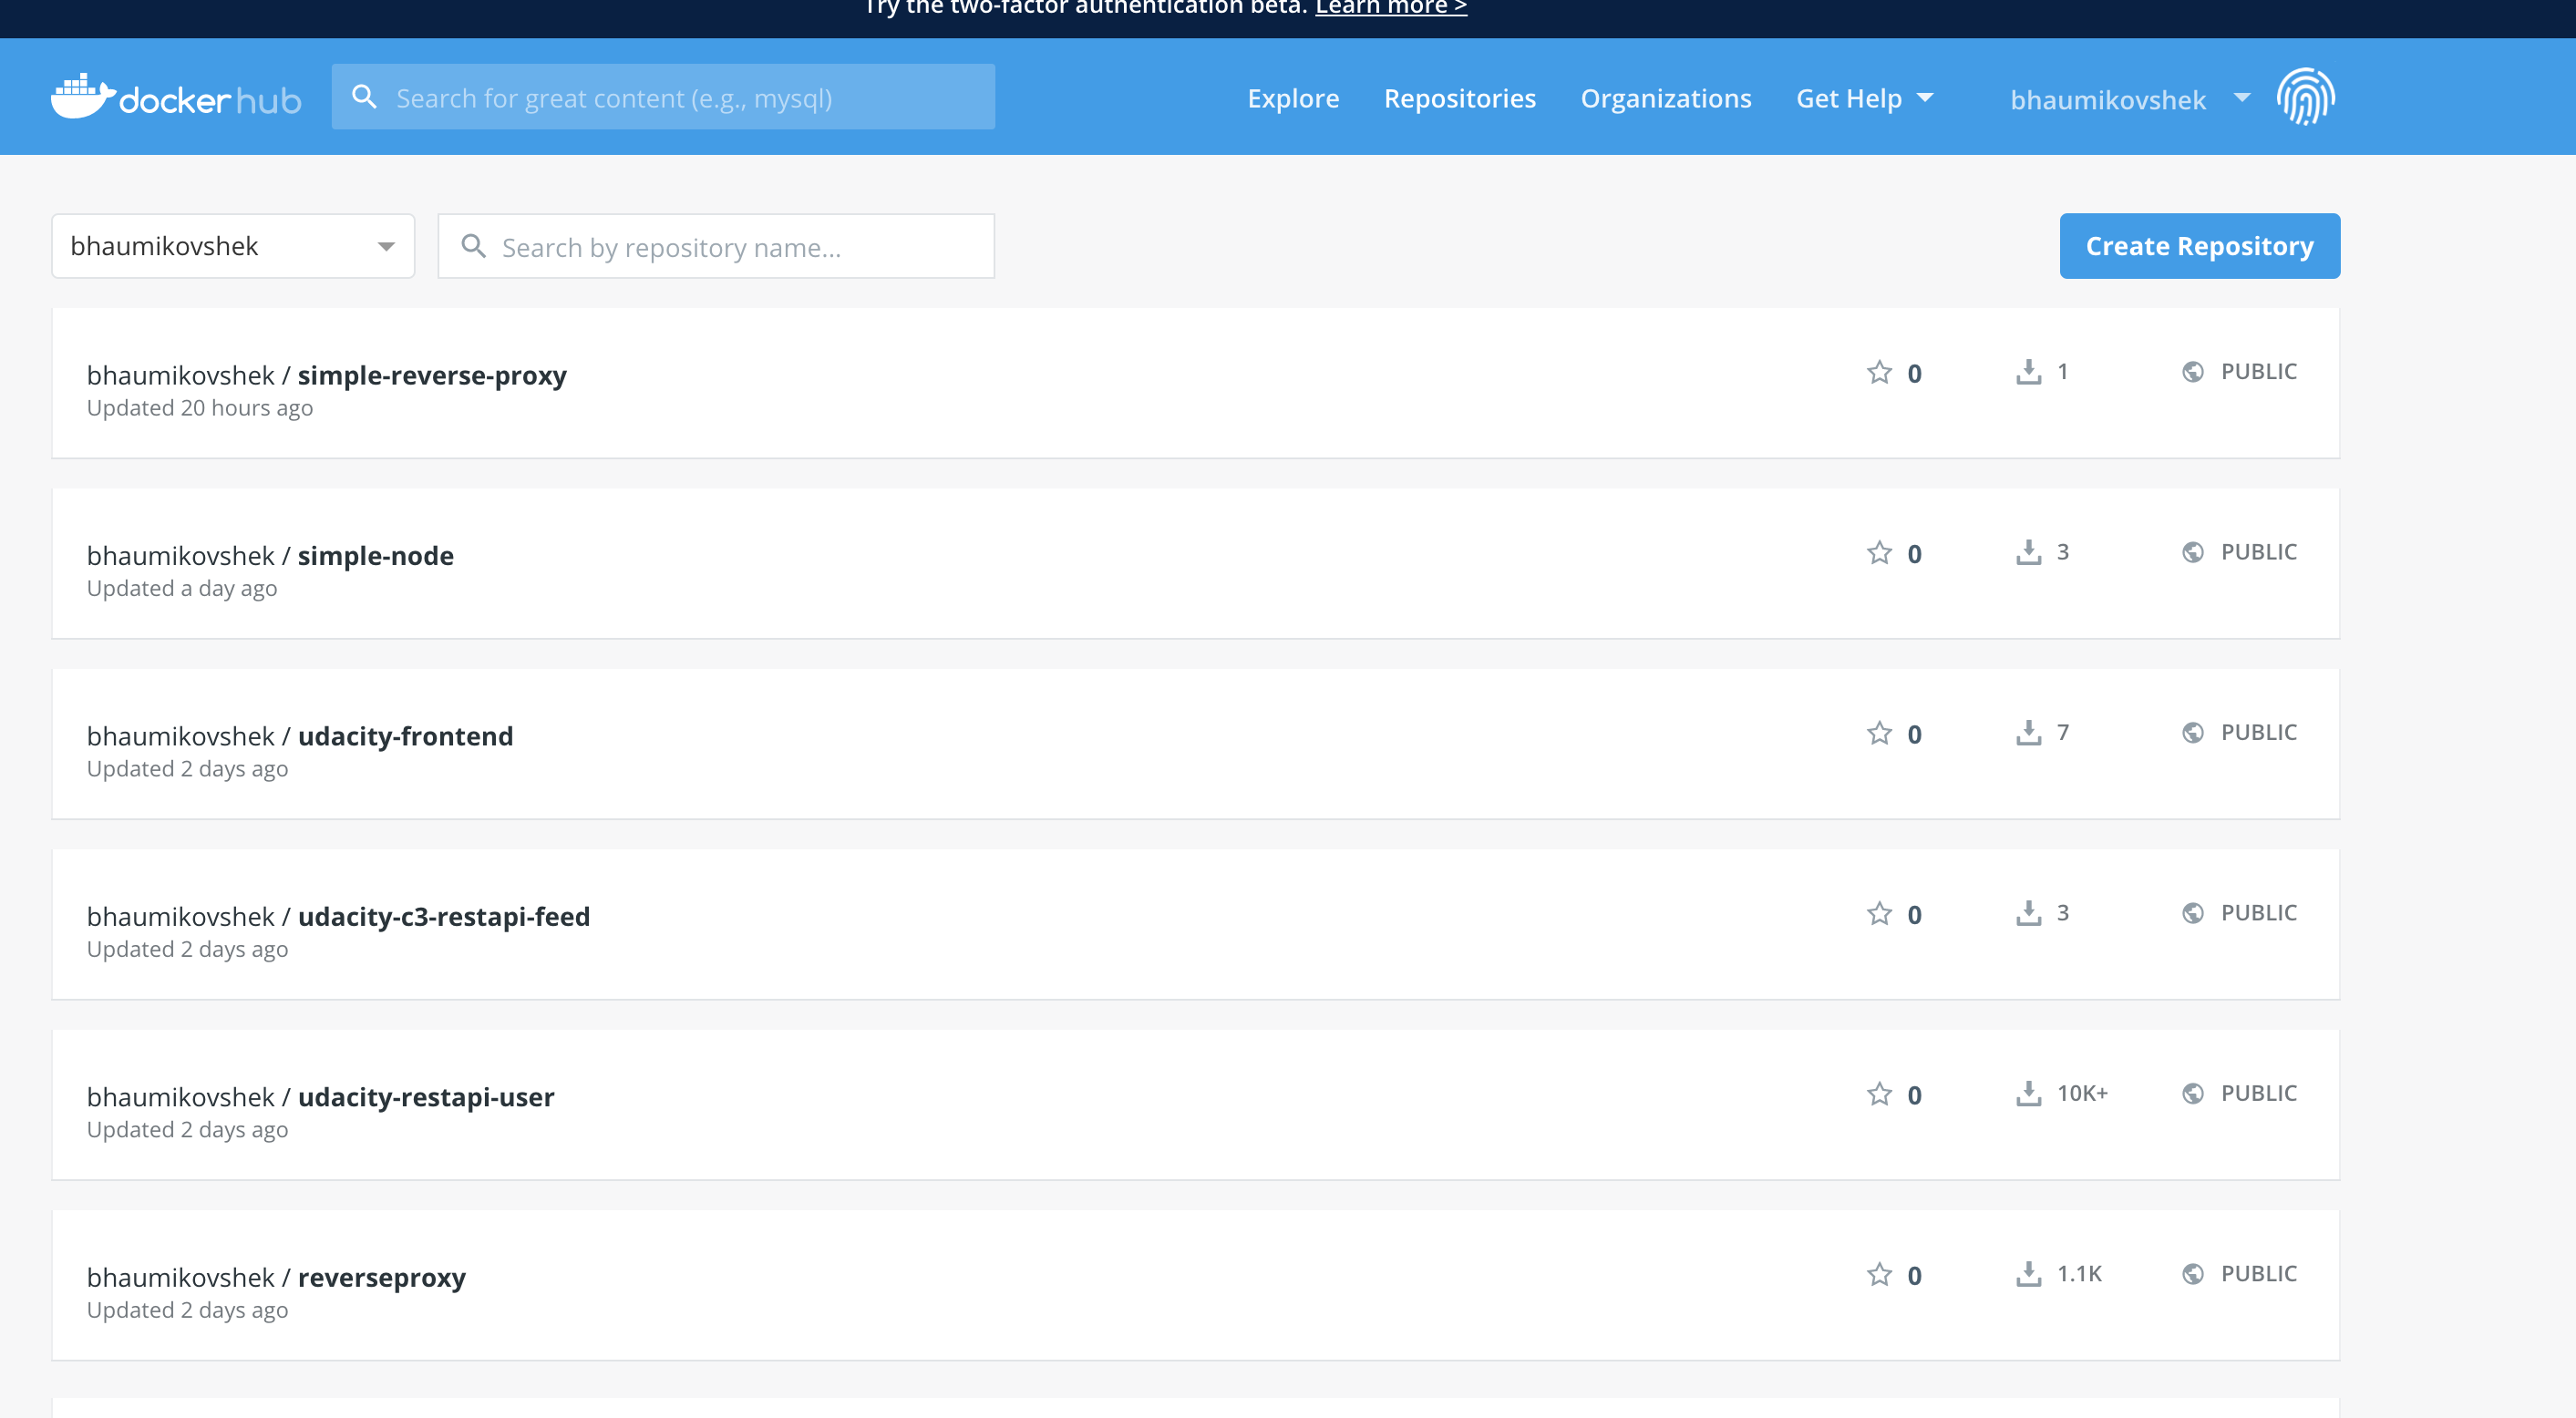 Try the two-factor authentication beta. Learn more >
docker hub
Search for great content (e.g., mysql)
Explore
Repositories
Organizations
Get Help
bhaumikovshek
bhaumikovshek
Search by repository name...
Create Repository
bhaumikovshek / simple-reverse-proxy
0
1
PUBLIC
Updated 20 hours ago
bhaumikovshek / simple-node
0
3
PUBLIC
Updated a day ago
bhaumikovshek / udacity-frontend
0
7
PUBLIC
Updated 2 days ago
bhaumikovshek / udacity-c3-restapi-feed
0
3
PUBLIC
Updated 2 days ago
bhaumikovshek / udacity-restapi-user
0
10K+
PUBLIC
Updated 2 days ago
bhaumikovshek / reverseproxy
0
1.1K
PUBLIC
Updated 2 days ago